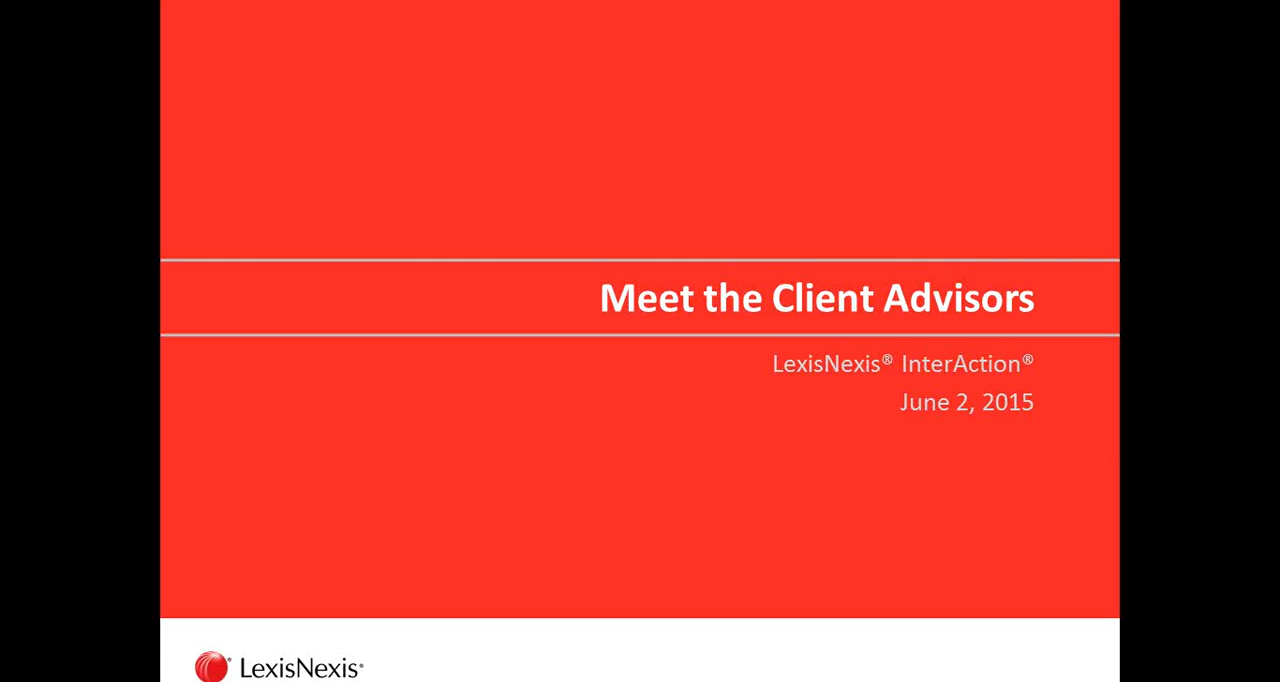 Meet the Client Advisors
LexisNexis® InterAction®
June 2, 2015
LexisNexis®